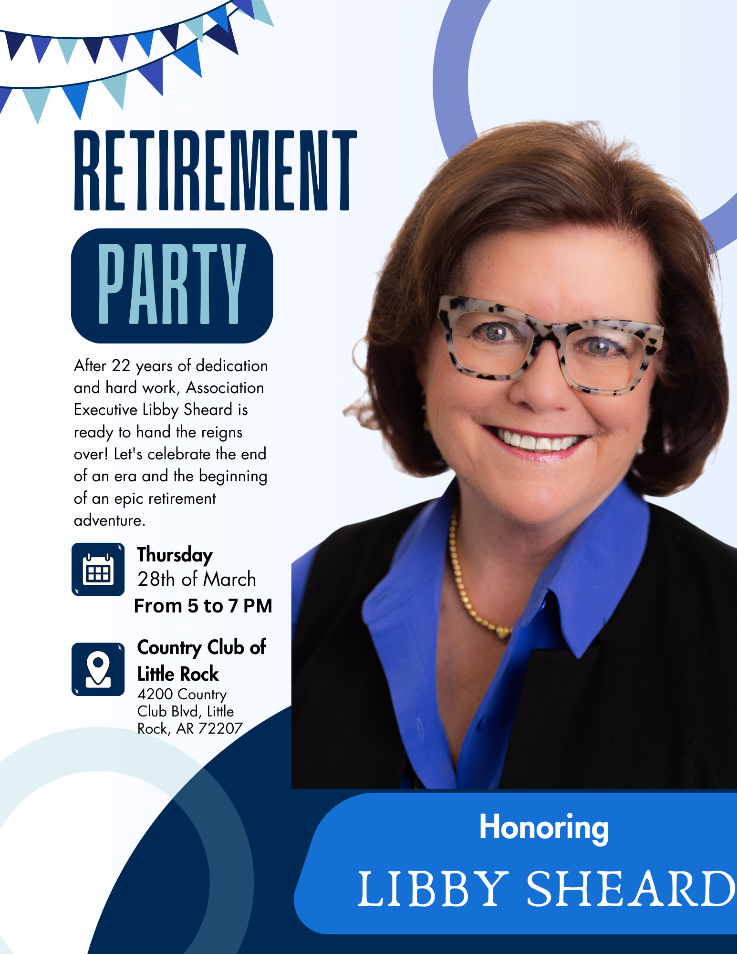 RETIREMENT
PARTY
After 22 years of dedication
and hard work, Association
Executive Libby Sheard is
ready to hand the reigns
over! Let's celebrate the end
of an era and the beginning
of an epic retirement
adventure.
Thursday
28th of March
From 5 to 7 PM
Country Club of
Little Rock
4200 Country
Club Blvd, Little
Rock, AR 72207
Honoring
LIBBY SHEARD